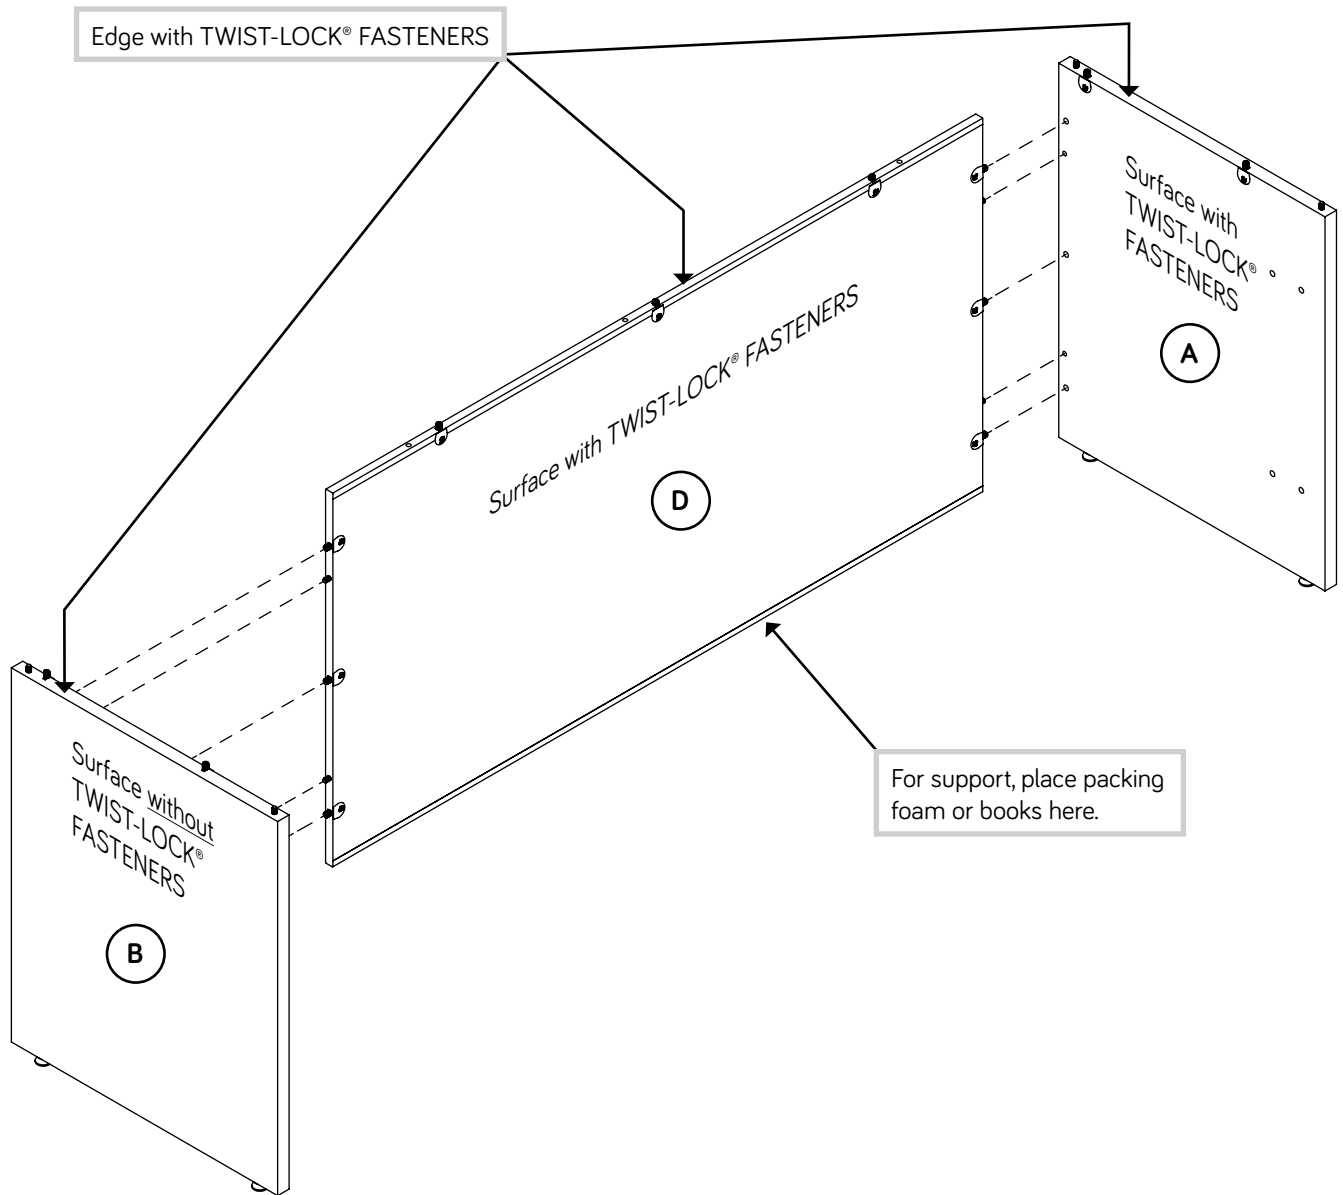 Edge with TWIST-LOCK® FASTENERS
Surface with
TWIST-LOCK®
FASTENERS
A
Surface with TWIST-LOCK® FASTENERS
D
Surface without
TWIST-LOCK®
FASTENERS
B
For support, place packing
foam or books here.